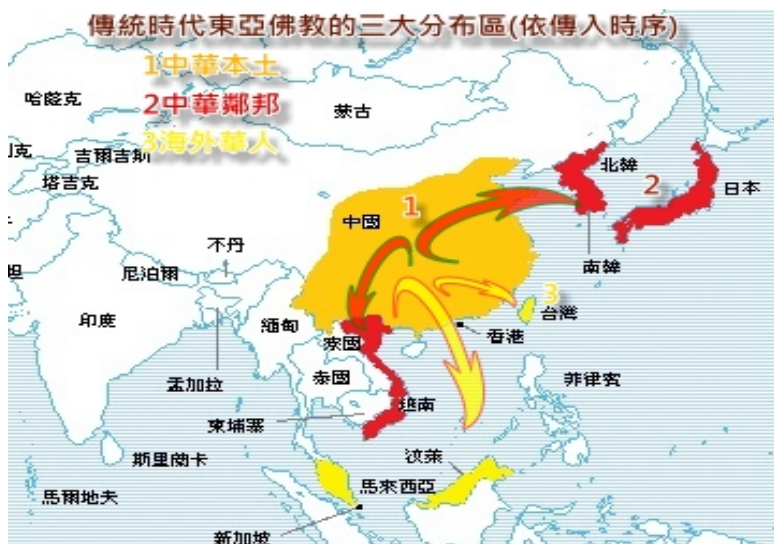 傳統時代東亞佛教的三大分布區(依傳入時序)
1中華本土
2中華鄰邦
3海外華人
哈薩克
蒙古
利克
吉爾吉斯
塔吉克
北韓
日本
2
1
中國
不丹
尼泊爾
坦
南韓
印度
緬甸
3
台灣
香港
寮國
泰國
孟加拉
菲律賓
越南
柬埔寨
斯里蘭卡
汶萊
馬爾地夫
馬來西亞
新加坡